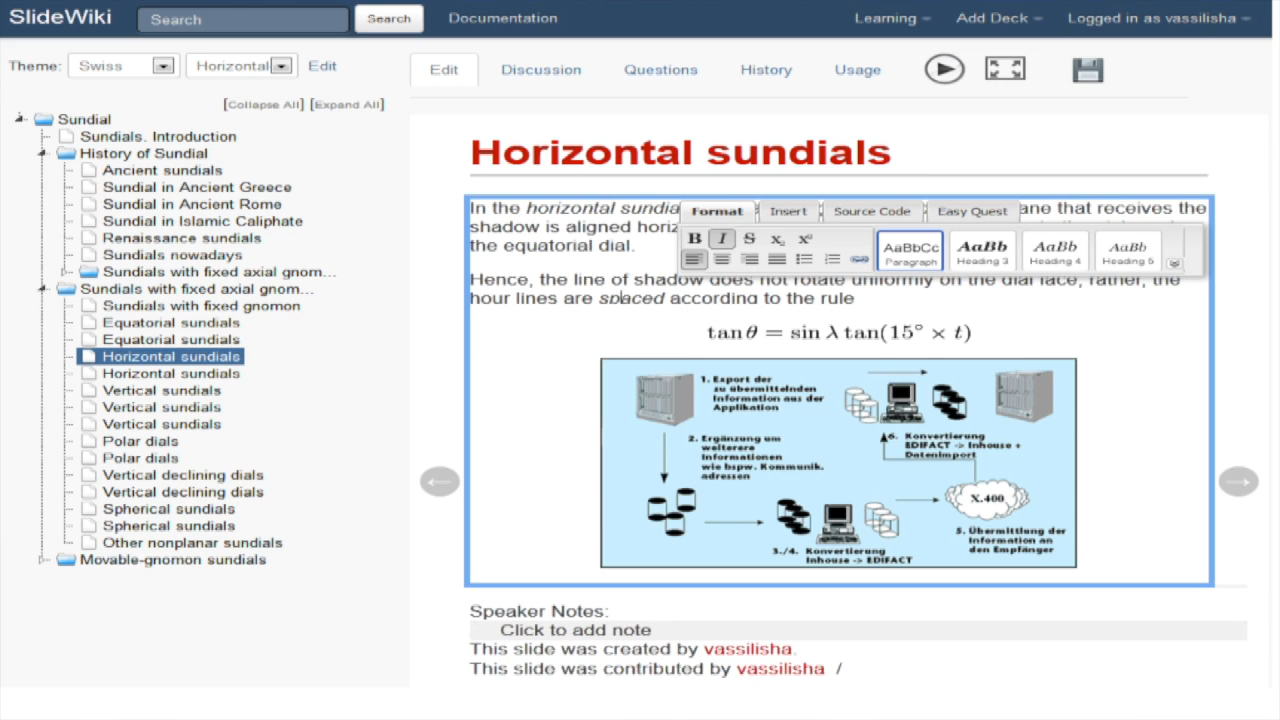 SlideWiki
Search
Search
Documentation
Learning
Add Deck
Logged in as vassilisha
Theme:
Swiss
Horizontal
Edit
Edit
Discussion
Questions
History
Usage
[Collapse All] [Expand All]
Sundial
Sundials. Introduction
History of Sundial
Ancient sundials
Sundial in Ancient Greece
Sundial in Ancient Rome
Sundial in Islamic Caliphate
Renaissance sundials
Sundials nowadays
Sundials with fixed axial gnom...
Sundials with fixed axial gnom...
Sundials with fixed gnomon
Equatorial sundials
Equatorial sundials
Horizontal sundials
Horizontal sundials
Vertical sundials
Vertical sundials
Vertical sundials
Polar dials
Polar dials
Vertical declining dials
Vertical declining dials
Spherical sundials
Spherical sundials
Other nonplanar sundials
Movable-gnomon sundials
Horizontal sundials
In the horizontal sundia
ane that receives the
shadow is aligned horiz
the equatorial dial.
Format
Insert
Source Code
Easy Quest
B I S X₂ X²
AaBbCc
Paragraph
AaBb
Heading 3
AaBb
Heading 4
AaBb
Heading 5
Hence, the line of shadow does not rotate uniformly on the dial face; rather, the
hour lines are spaced according to the rule
tan θ = sin λ tan(15° × t)
1. Export der
zu übermittelnden
Information aus der
Applikation
2. Ergänzung um
weiterere
Informationen
wie bspw. Kommunik.
adressen
3./4. Konvertierung
Inhouse -> EDIFACT
X.400
5. Übermittlung der
Information an
den Empfänger
6. Konvertierung
EDIFACT -> Inhouse +
Datenimport
Speaker Notes:
Click to add note
This slide was created by vassilisha.
This slide was contributed by vassilisha /